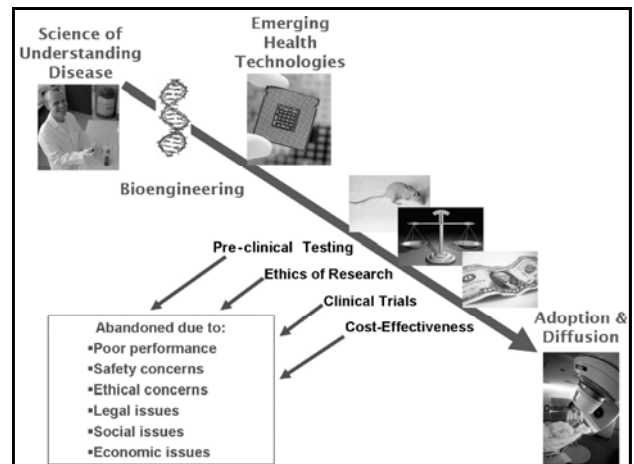 Science of
Understanding
Disease
Emerging
Health
Technologies
Bioengineering
Pre-clinical Testing
Ethics of Research
Clinical Trials
Cost-Effectiveness
Adoption &
Diffusion
Abandoned due to:
▪Poor performance
▪Safety concerns
▪Ethical concerns
▪Legal issues
▪Social issues
▪Economic issues